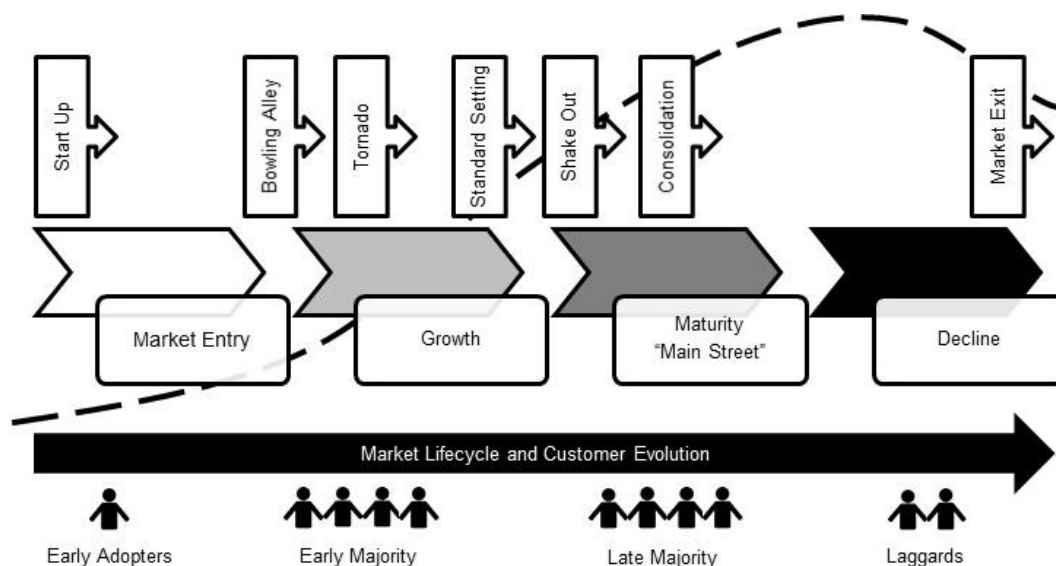 Start Up
Bowling Alley
Tornado
Standard Setting
Shake Out
Consolidation
Market Exit
Market Entry
Growth
Maturity
“Main Street”
Decline
Market Lifecycle and Customer Evolution
Early Adopters
Early Majority
Late Majority
Laggards